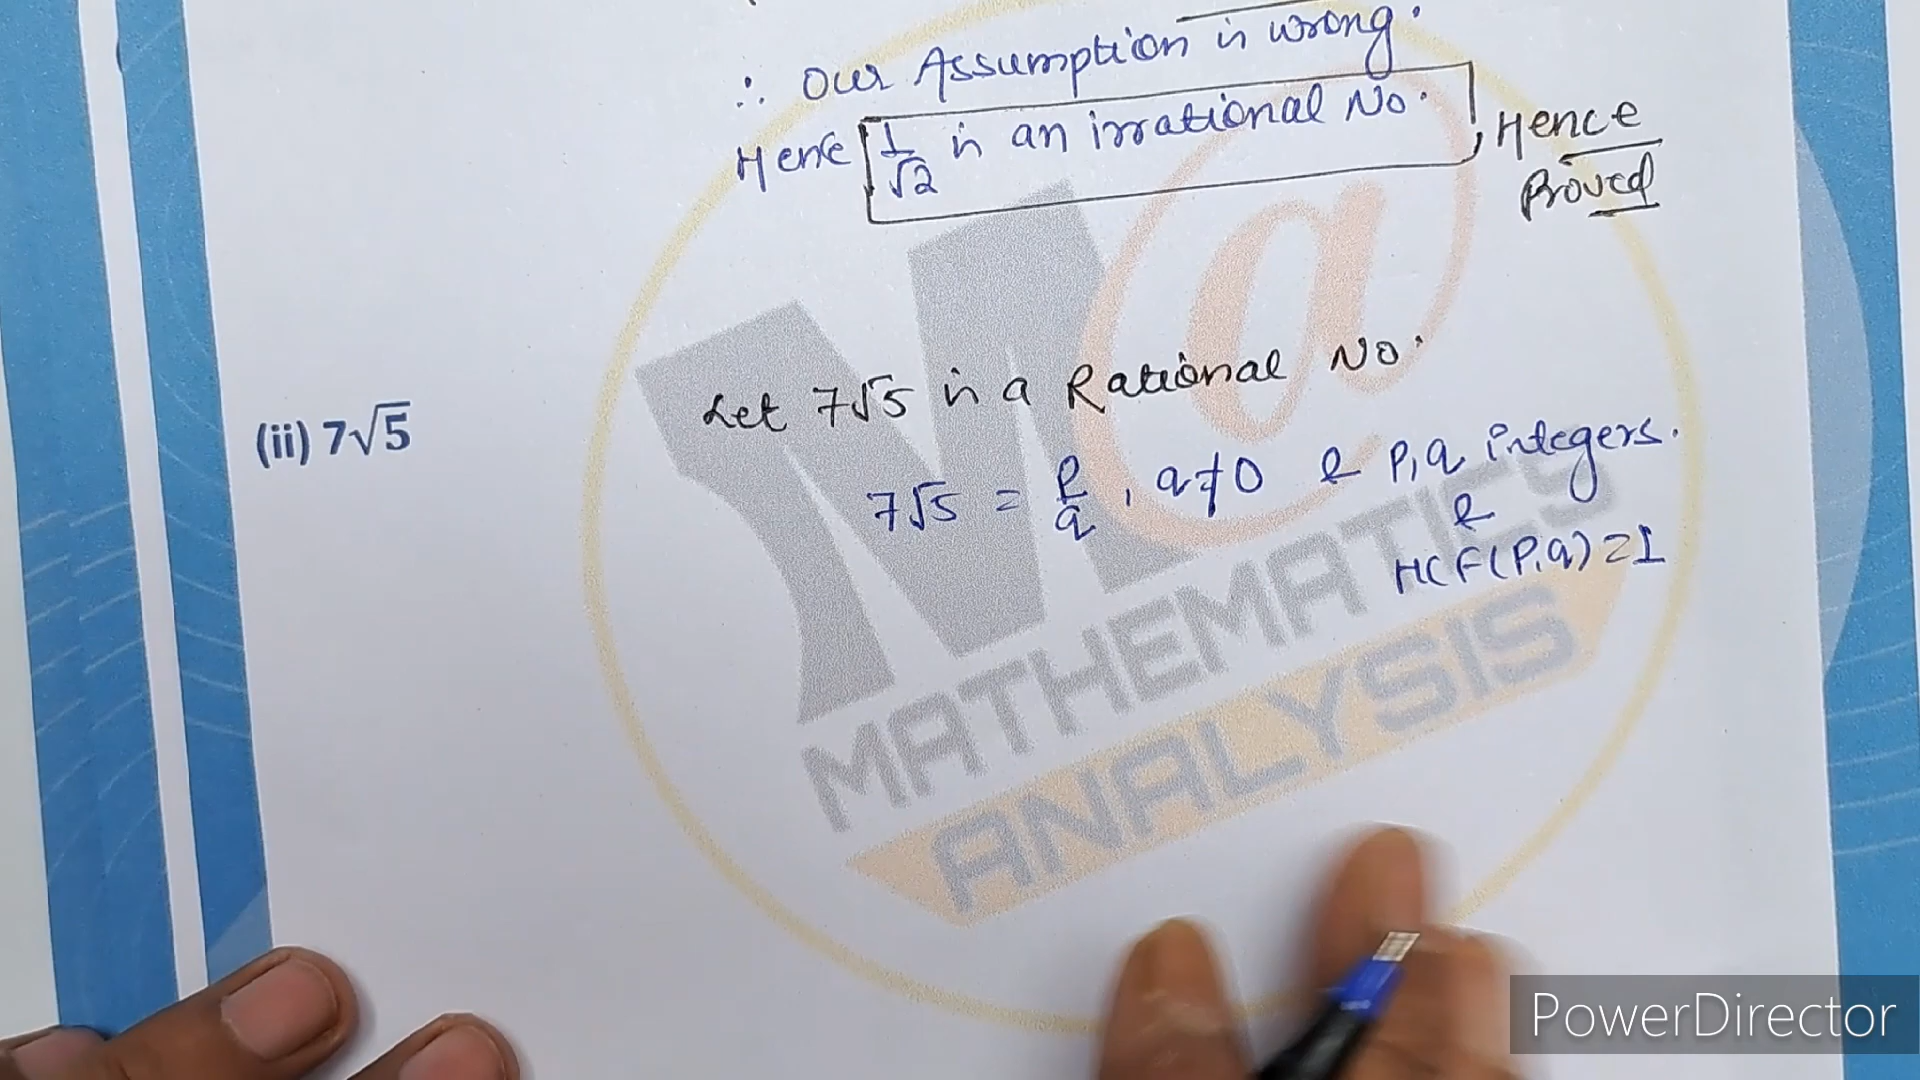 ∴ Our Assumption is wrong.
Hence 1/√2 is an irrational No. , Hence
Proved
Let 7√5 is a Rational No.
(ii) 7√5
7√5 = P/q , q≠0 & P,q integers.
&
HCF(P,q)=1
MATHEMATICS
ANALYSIS
PowerDirector